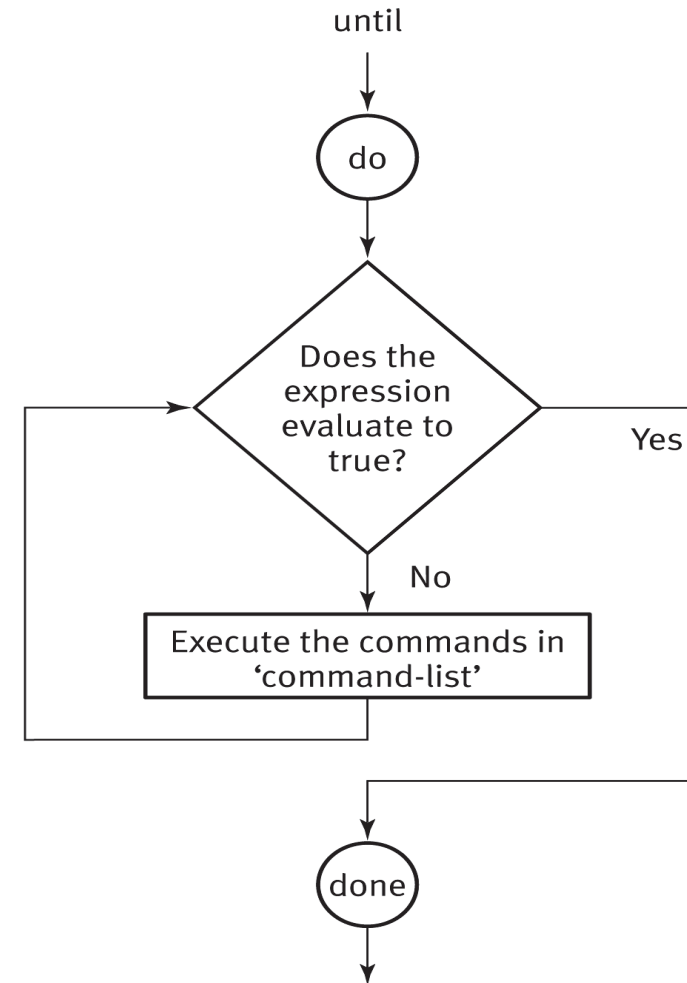 until
do
Does the
expression
evaluate to
true?
Yes
No
Execute the commands in
‘command-list’
done